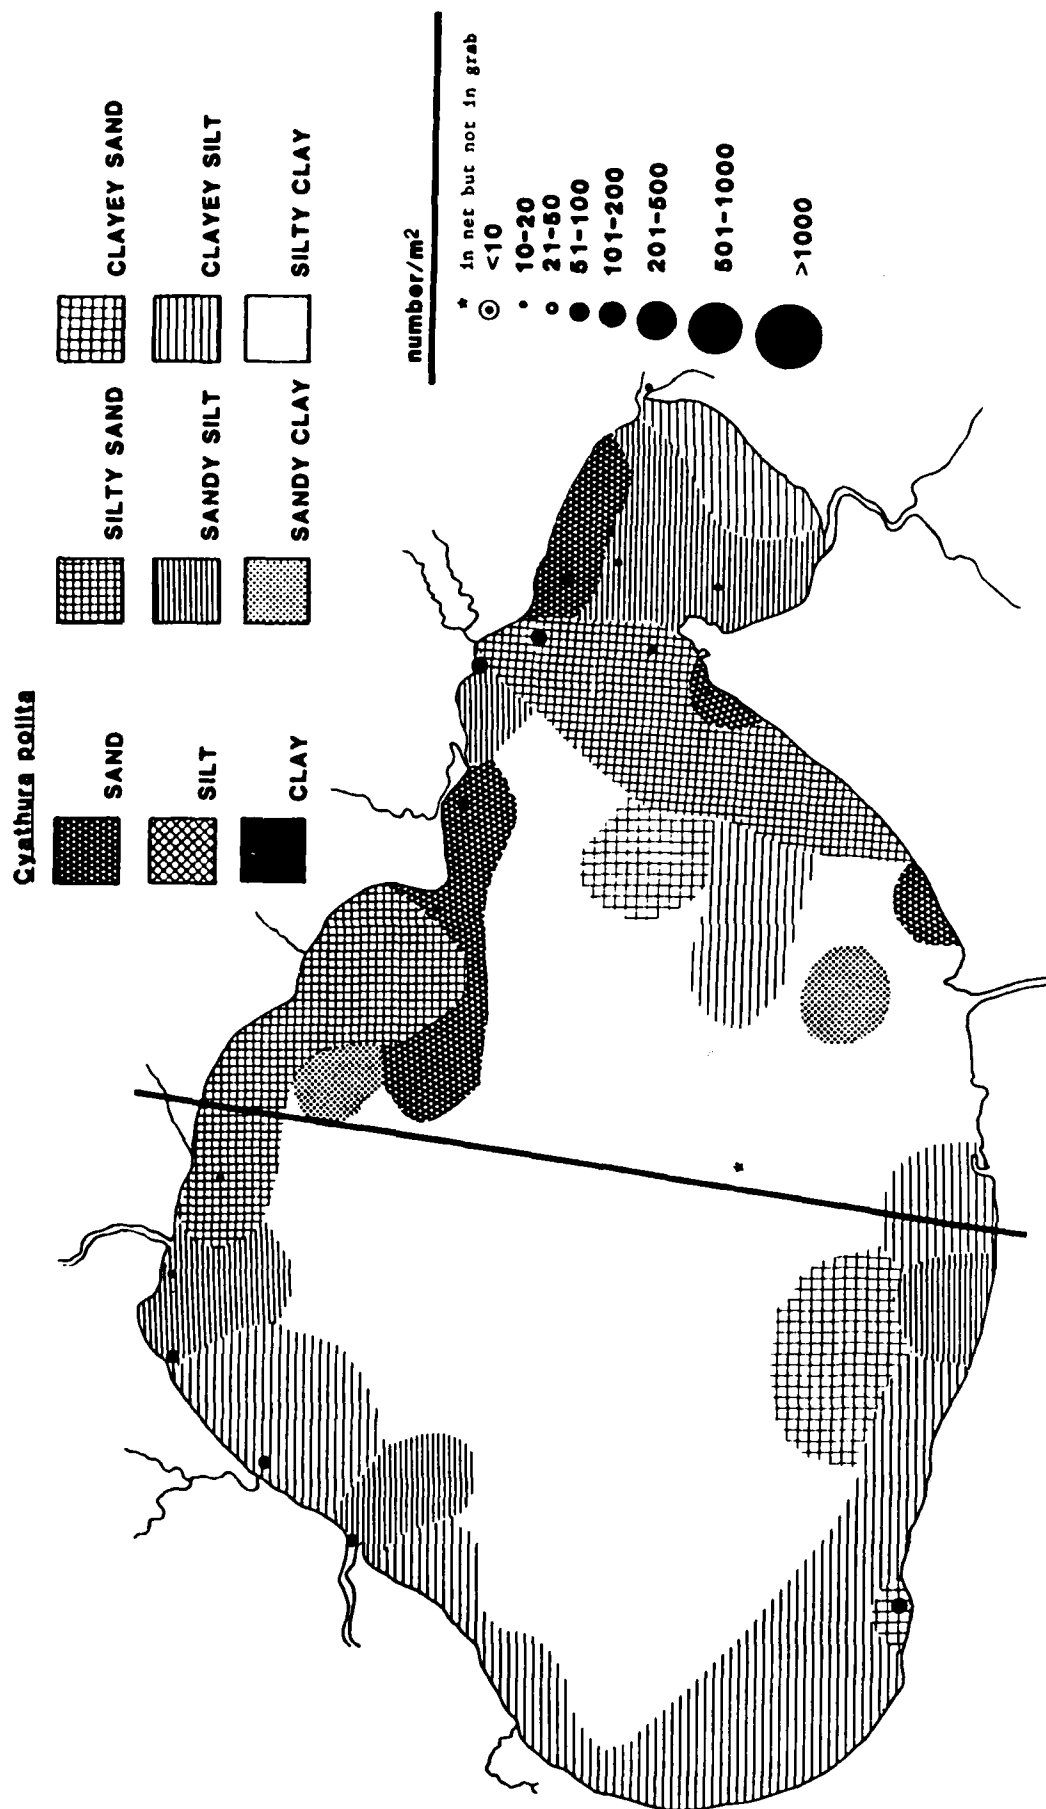 Cyathura polita
SAND
SILTY SAND
CLAYEY SAND
SILT
SANDY SILT
CLAYEY SILT
CLAY
SANDY CLAY
SILTY CLAY
number/m²
* in net but not in grab
<10
10-20
21-50
51-100
101-200
201-500
501-1000
>1000